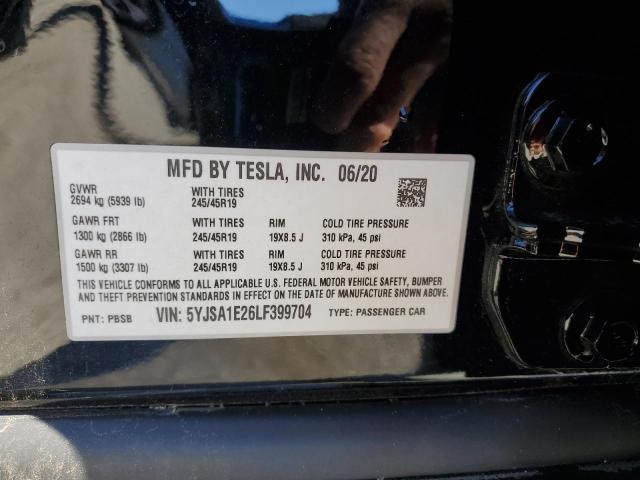 MFD BY TESLA, INC. 06/20
GVWR WITH TIRES
2694 kg (5939 lb) 245/45R19
GAWR FRT WITH TIRES RIM COLD TIRE PRESSURE
1300 kg (2866 lb) 245/45R19 19X8.5 J 310 kPa, 45 psi
GAWR RR WITH TIRES RIM COLD TIRE PRESSURE
1500 kg (3307 lb) 245/45R19 19X8.5 J 310 kPa, 45 psi
THIS VEHICLE CONFORMS TO ALL APPLICABLE U.S. FEDERAL MOTOR VEHICLE SAFETY, BUMPER
AND THEFT PREVENTION STANDARDS IN EFFECT ON THE DATE OF MANUFACTURE SHOWN ABOVE.
PNT: PBSB VIN: 5YJSA1E26LF399704 TYPE: PASSENGER CAR